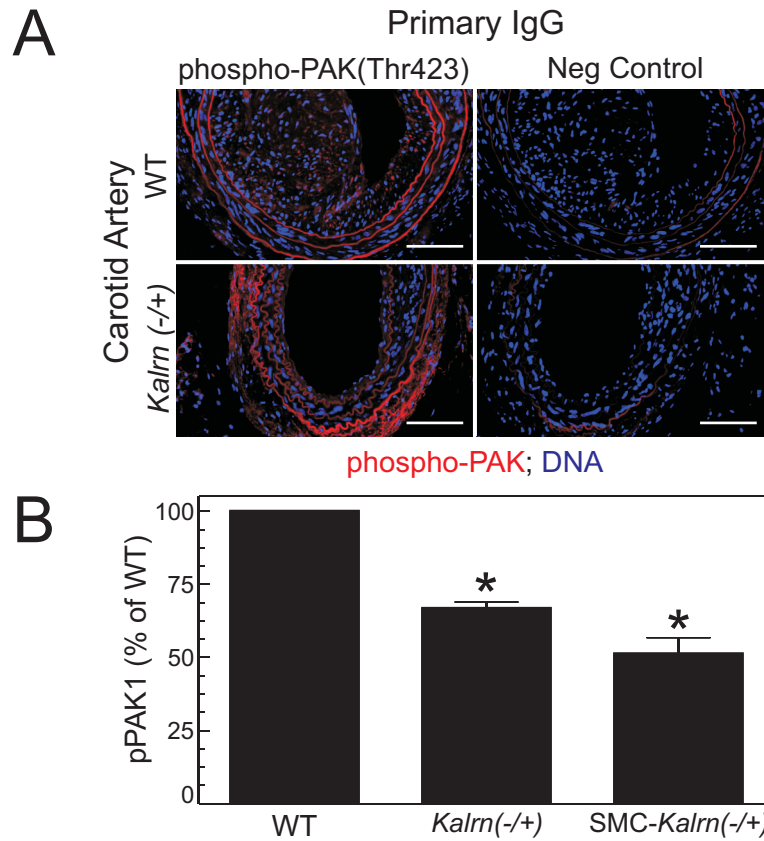 A
Primary IgG
phospho-PAK(Thr423)
Neg Control
Carotid Artery
WT
Kalrn (-/+)
phospho-PAK; DNA
B
pPAK1 (% of WT)
100
75
50
25
0
*
*
WT
Kalrn(-/+)
SMC-Kalrn(-/+)